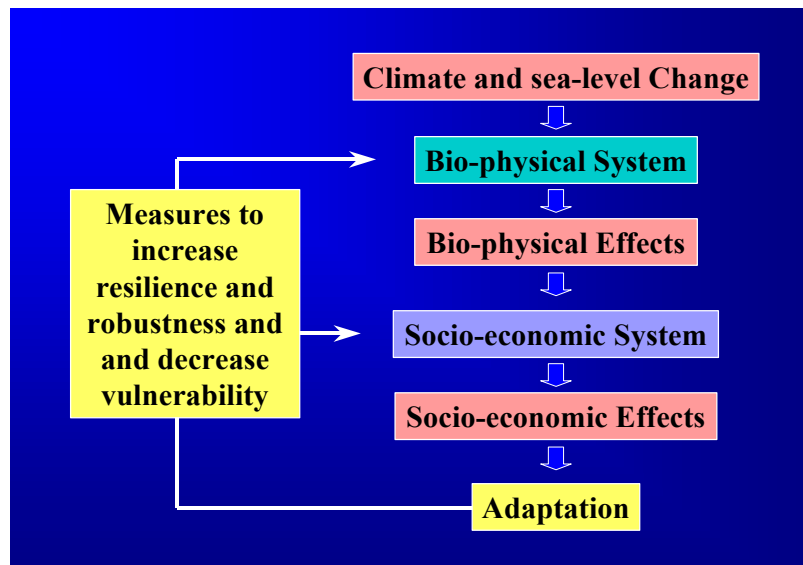 Climate and sea-level Change
Bio-physical System
Measures to
increase
resilience and
robustness and
and decrease
vulnerability
Bio-physical Effects
Socio-economic System
Socio-economic Effects
Adaptation